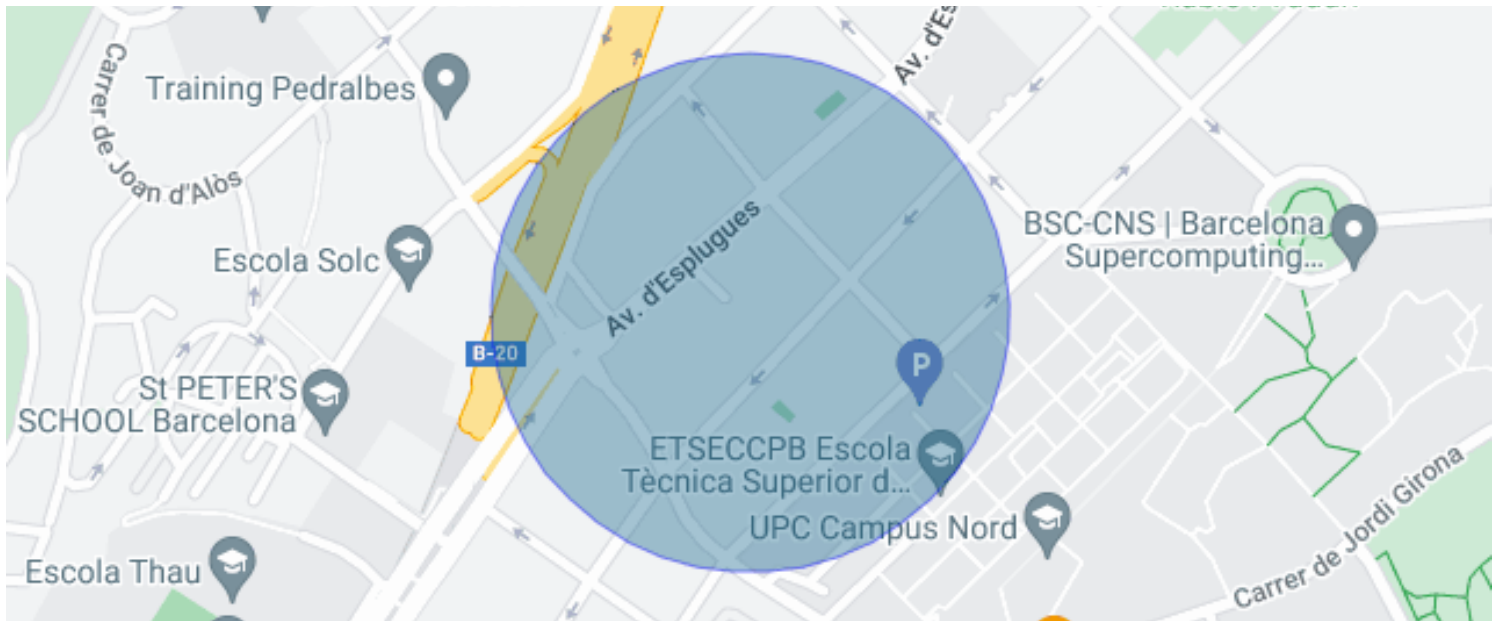 Av. d'Es
Training Pedralbes
Carrer de Joan d'Alòs
BSC-CNS | Barcelona
Supercomputing...
Escola Solc
Av. d'Esplugues
B-20
P
St PETER'S
SCHOOL Barcelona
ETSECCPB Escola
Tècnica Superior d...
UPC Campus Nord
Carrer de Jordi Girona
Escola Thau